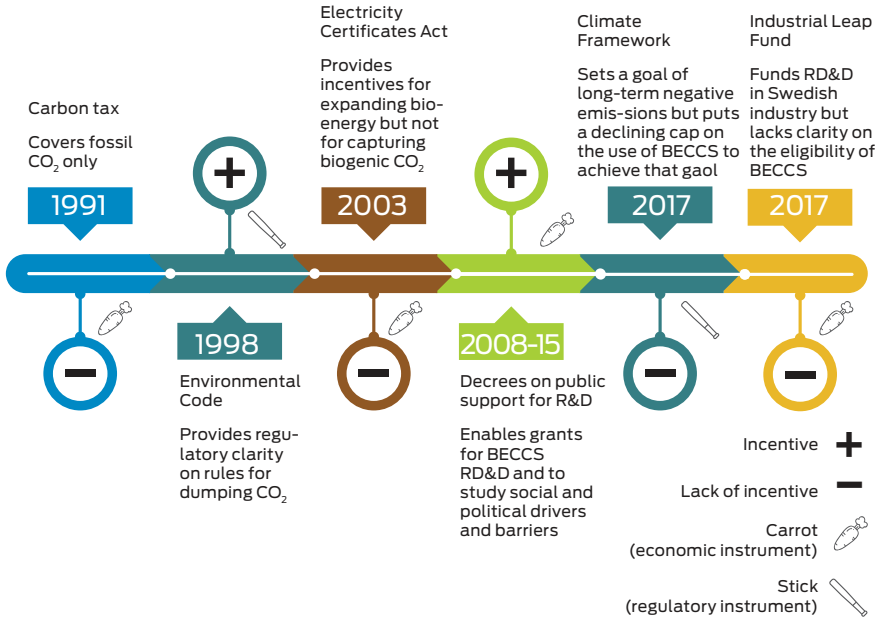 Carbon tax
Covers fossil
CO₂ only
1991
1998
Environmental
Code
Provides regu-
latory clarity
on rules for
dumping CO₂
Electricity
Certificates Act
Provides
incentives for
expanding bio-
energy but not
for capturing
biogenic CO₂
2003
2008-15
Decrees on public
support for R&D
Enables grants
for BECCS
RD&D and to
study social and
political drivers
and barriers
Climate
Framework
Sets a goal of
long-term negative
emis-sions but puts
a declining cap on
the use of BECCS to
achieve that gaol
2017
Industrial Leap
Fund
Funds RD&D
in Swedish
industry but
lacks clarity on
the eligibility of
BECCS
2017
Incentive +
Lack of incentive −
Carrot
(economic instrument)
Stick
(regulatory instrument)